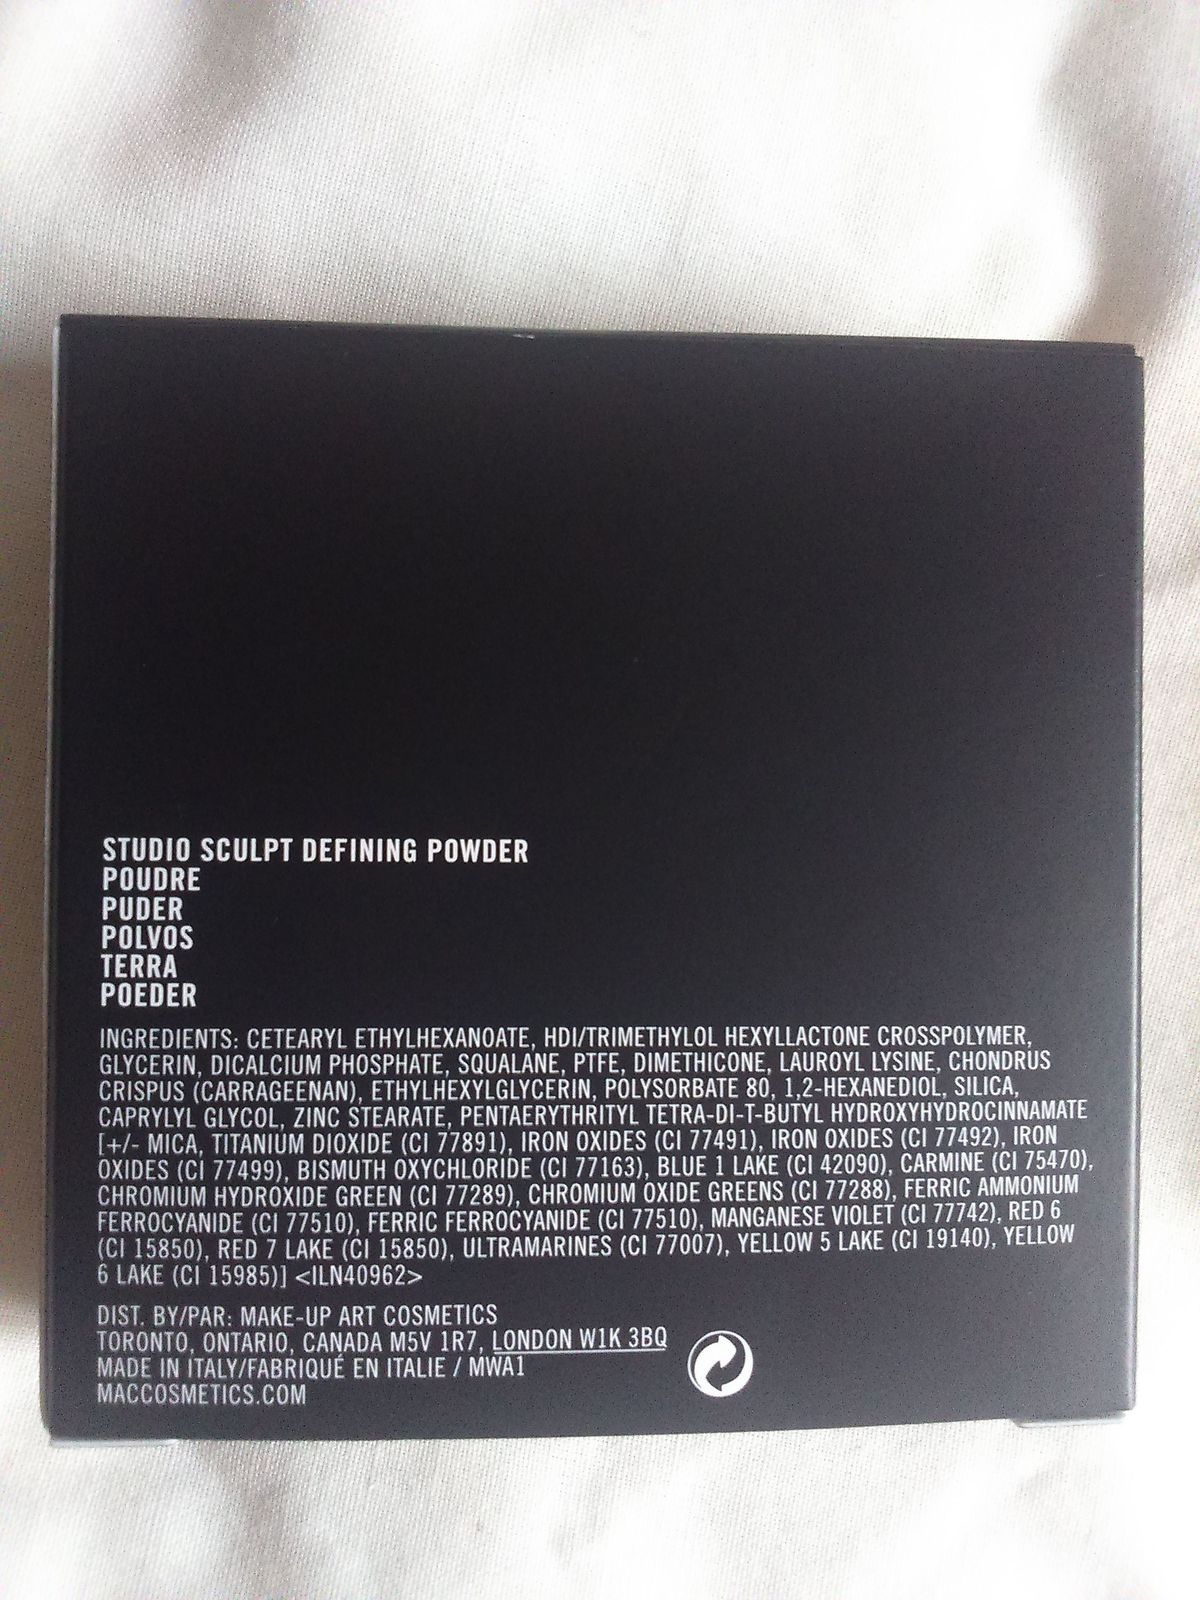 STUDIO SCULPT DEFINING POWDER
POUDRE
PUDER
POLVOS
TERRA
POEDER
INGREDIENTS: CETEARYL ETHYLHEXANOATE, HDI/TRIMETHYLOL HEXYLLACTONE CROSSPOLYMER,
GLYCERIN, DICALCIUM PHOSPHATE, SQUALANE, PTFE, DIMETHICONE, LAUROYL LYSINE, CHONDRUS
CRISPUS (CARRAGEENAN), ETHYLHEXYLGLYCERIN, POLYSORBATE 80, 1,2-HEXANEDIOL, SILICA,
CAPRYLYL GLYCOL, ZINC STEARATE, PENTAERYTHRITYL TETRA-DI-T-BUTYL HYDROXYHYDROCINNAMATE
[+/- MICA, TITANIUM DIOXIDE (CI 77891), IRON OXIDES (CI 77491), IRON OXIDES (CI 77492), IRON
OXIDES (CI 77499), BISMUTH OXYCHLORIDE (CI 77163), BLUE 1 LAKE (CI 42090), CARMINE (CI 75470),
CHROMIUM HYDROXIDE GREEN (CI 77289), CHROMIUM OXIDE GREENS (CI 77288), FERRIC AMMONIUM
FERROCYANIDE (CI 77510), FERRIC FERROCYANIDE (CI 77510), MANGANESE VIOLET (CI 77742), RED 6
(CI 15850), RED 7 LAKE (CI 15850), ULTRAMARINES (CI 77007), YELLOW 5 LAKE (CI 19140), YELLOW
6 LAKE (CI 15985)] <ILN40962>
DIST. BY/PAR: MAKE-UP ART COSMETICS
TORONTO, ONTARIO, CANADA M5V 1R7, LONDON W1K 3BQ
MADE IN ITALY/FABRIQUÉ EN ITALIE / MWA1
MACCOSMETICS.COM